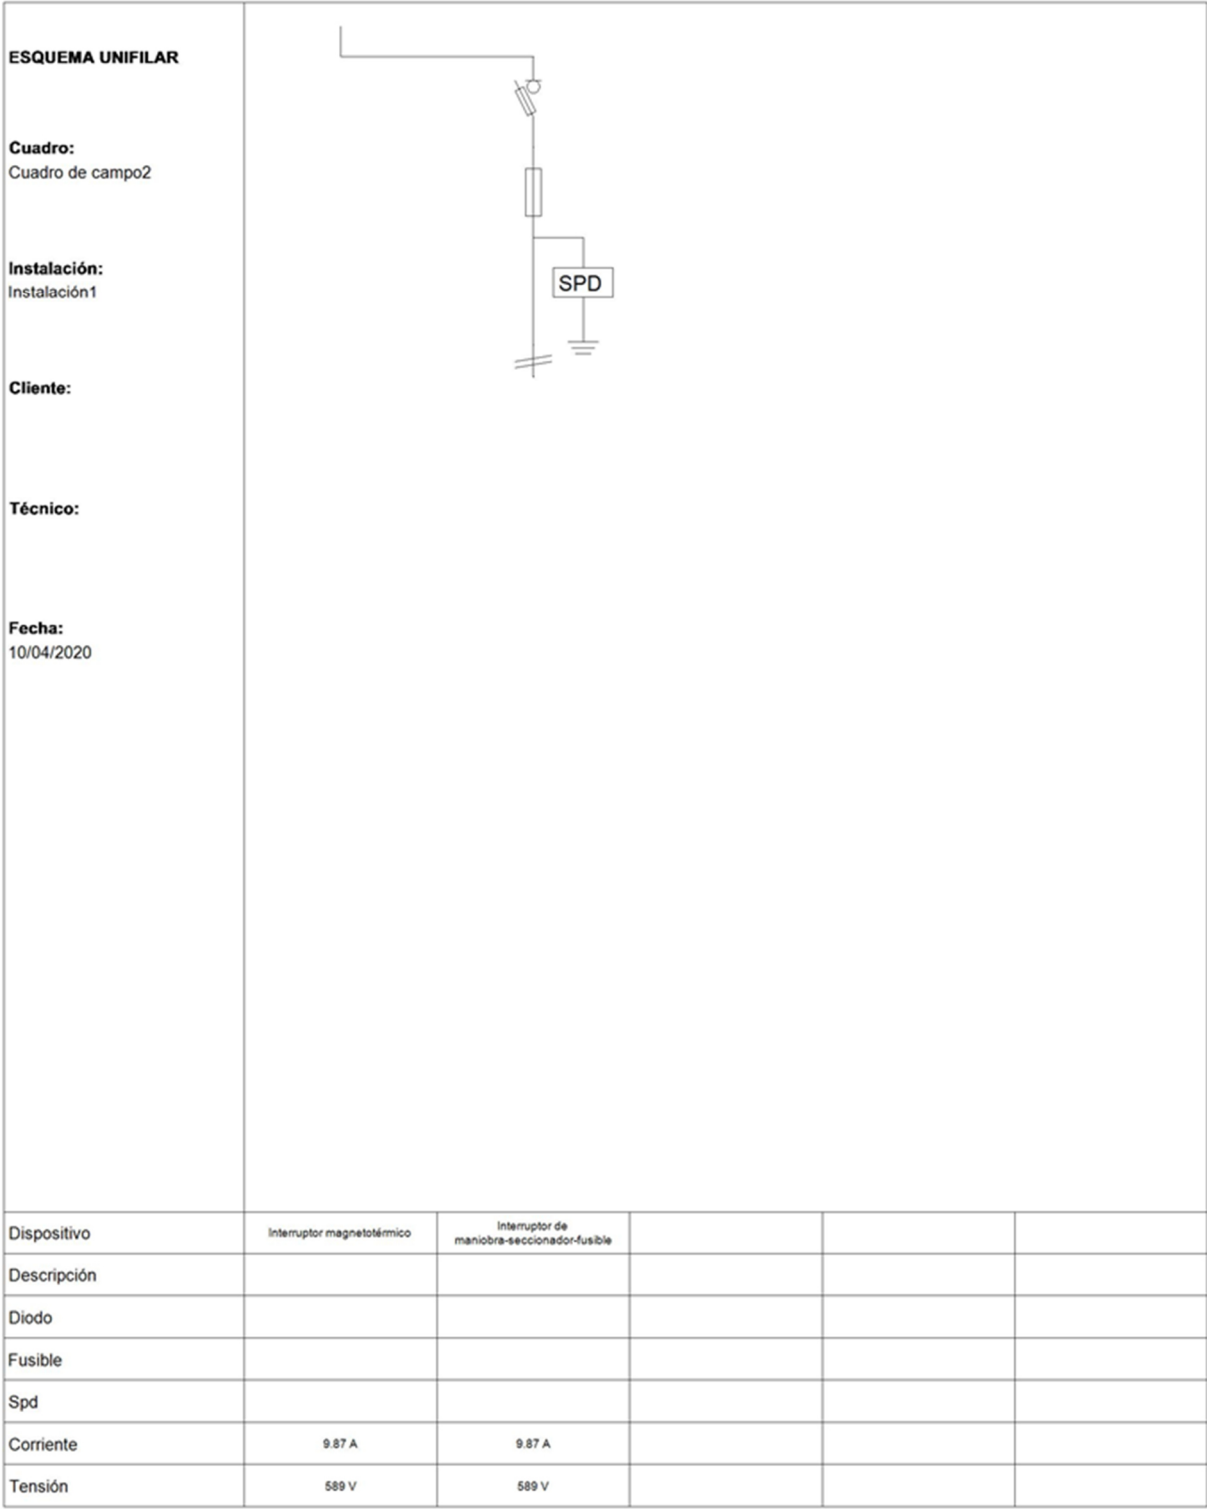 ESQUEMA UNIFILAR
Cuadro:
Cuadro de campo2
Instalación:
Instalación1
SPD
Cliente:
Técnico:
Fecha:
10/04/2020
Dispositivo
Interruptor magnetotérmico
Interruptor de
maniobra-seccionador-fusible
Descripción
Diodo
Fusible
Spd
Corriente
9.87 A
9.87 A
Tensión
589 V
589 V